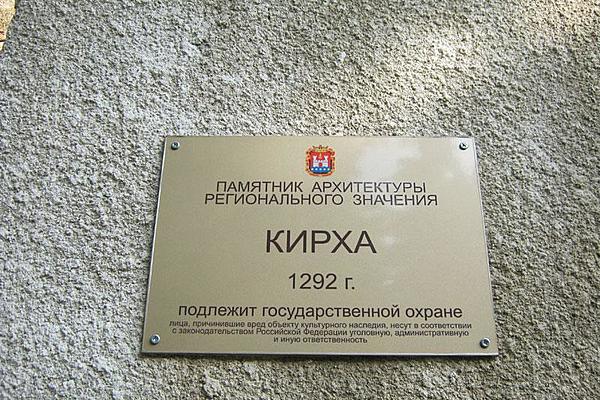 ПАМЯТНИК АРХИТЕКТУРЫ
РЕГИОНАЛЬНОГО ЗНАЧЕНИЯ
КИРХА
1292 г.
подлежит государственной охране
лица, причинившие вред объекту культурного наследия, несут в соответствии
с законодательством Российской Федерации уголовную, административную
и иную ответственность